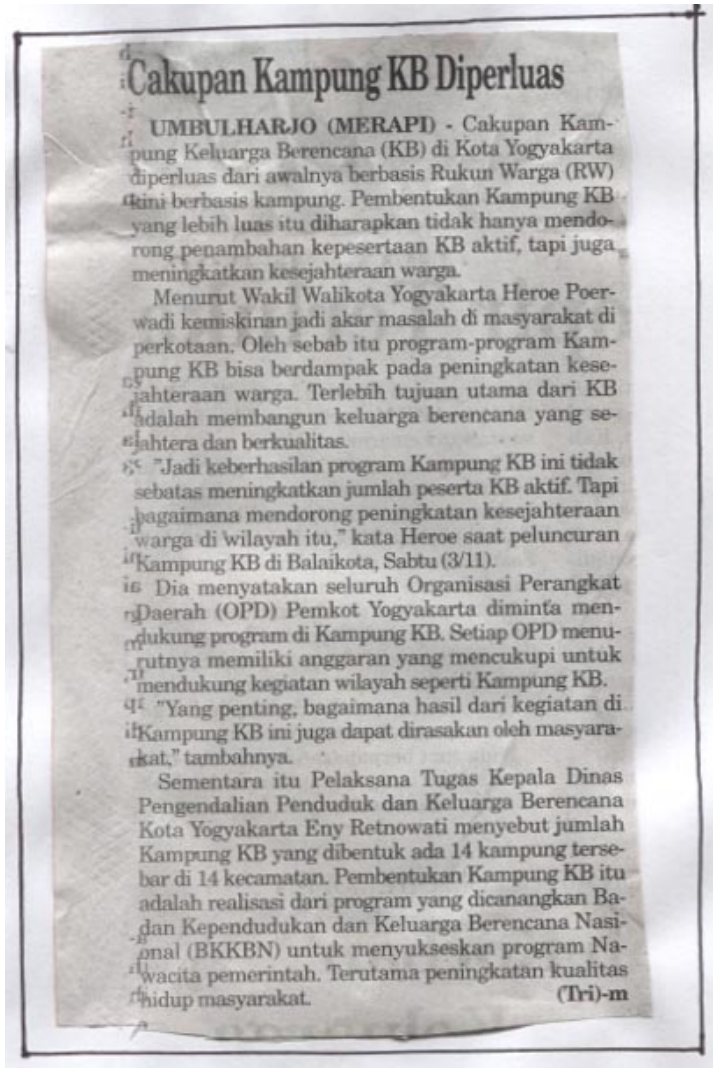 Cakupan Kampung KB Diperluas
UMBULHARJO (MERAPI) - Cakupan Kam-
pung Keluarga Berencana (KB) di Kota Yogyakarta
diperluas dari awalnya berbasis Rukun Warga (RW)
kini berbasis kampung. Pembentukan Kampung KB
yang lebih luas itu diharapkan tidak hanya mendo-
rong penambahan kepesertaan KB aktif, tapi juga
meningkatkan kesejahteraan warga.
Menurut Wakil Walikota Yogyakarta Heroe Poer-
wadi kemiskinan jadi akar masalah di masyarakat di
perkotaan. Oleh sebab itu program-program Kam-
pung KB bisa berdampak pada peningkatan kese-
jahteraan warga. Terlebih tujuan utama dari KB
adalah membangun keluarga berencana yang se-
jahtera dan berkualitas.
"Jadi keberhasilan program Kampung KB ini tidak
sebatas meningkatkan jumlah peserta KB aktif. Tapi
bagaimana mendorong peningkatan kesejahteraan
warga di wilayah itu," kata Heroe saat peluncuran
Kampung KB di Balaikota, Sabtu (3/11).
Dia menyatakan seluruh Organisasi Perangkat
Daerah (OPD) Pemkot Yogyakarta diminta men-
dukung program di Kampung KB. Setiap OPD menu-
rutnya memiliki anggaran yang mencukupi untuk
mendukung kegiatan wilayah seperti Kampung KB.
"Yang penting, bagaimana hasil dari kegiatan di
Kampung KB ini juga dapat dirasakan oleh masyara-
kat," tambahnya.
Sementara itu Pelaksana Tugas Kepala Dinas
Pengendalian Penduduk dan Keluarga Berencana
Kota Yogyakarta Eny Retnowati menyebut jumlah
Kampung KB yang dibentuk ada 14 kampung terse-
bar di 14 kecamatan. Pembentukan Kampung KB itu
adalah realisasi dari program yang dicanangkan Ba-
dan Kependudukan dan Keluarga Berencana Nasi-
onal (BKKBN) untuk menyukseskan program Na-
wacita pemerintah. Terutama peningkatan kualitas
hidup masyarakat. (Tri)-m